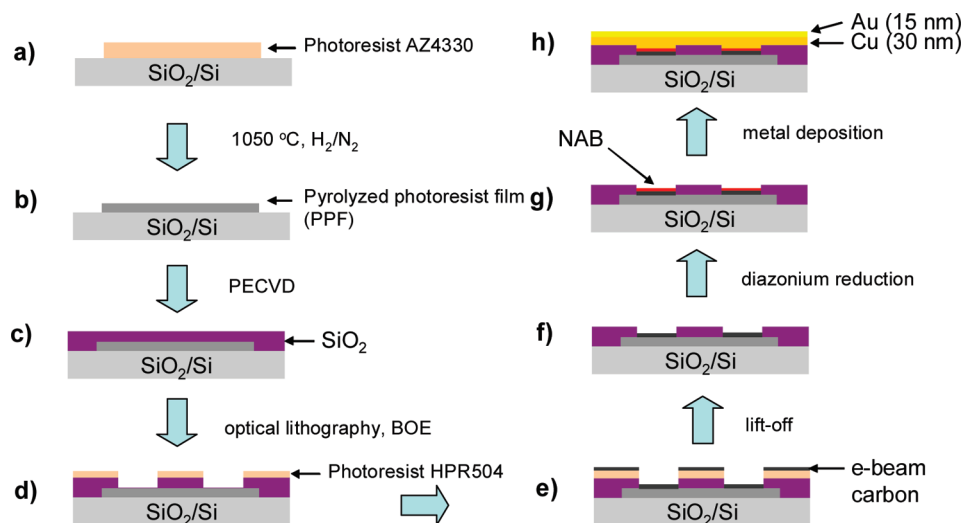 a)
Photoresist AZ4330
SiO2/Si
1050 oC, H2/N2
b)
Pyrolyzed photoresist film
(PPF)
SiO2/Si
PECVD
c)
SiO2
SiO2/Si
optical lithography, BOE
d)
Photoresist HPR504
SiO2/Si
h)
Au (15 nm)
Cu (30 nm)
SiO2/Si
metal deposition
NAB
g)
SiO2/Si
diazonium reduction
f)
SiO2/Si
lift-off
e)
e-beam
carbon
SiO2/Si